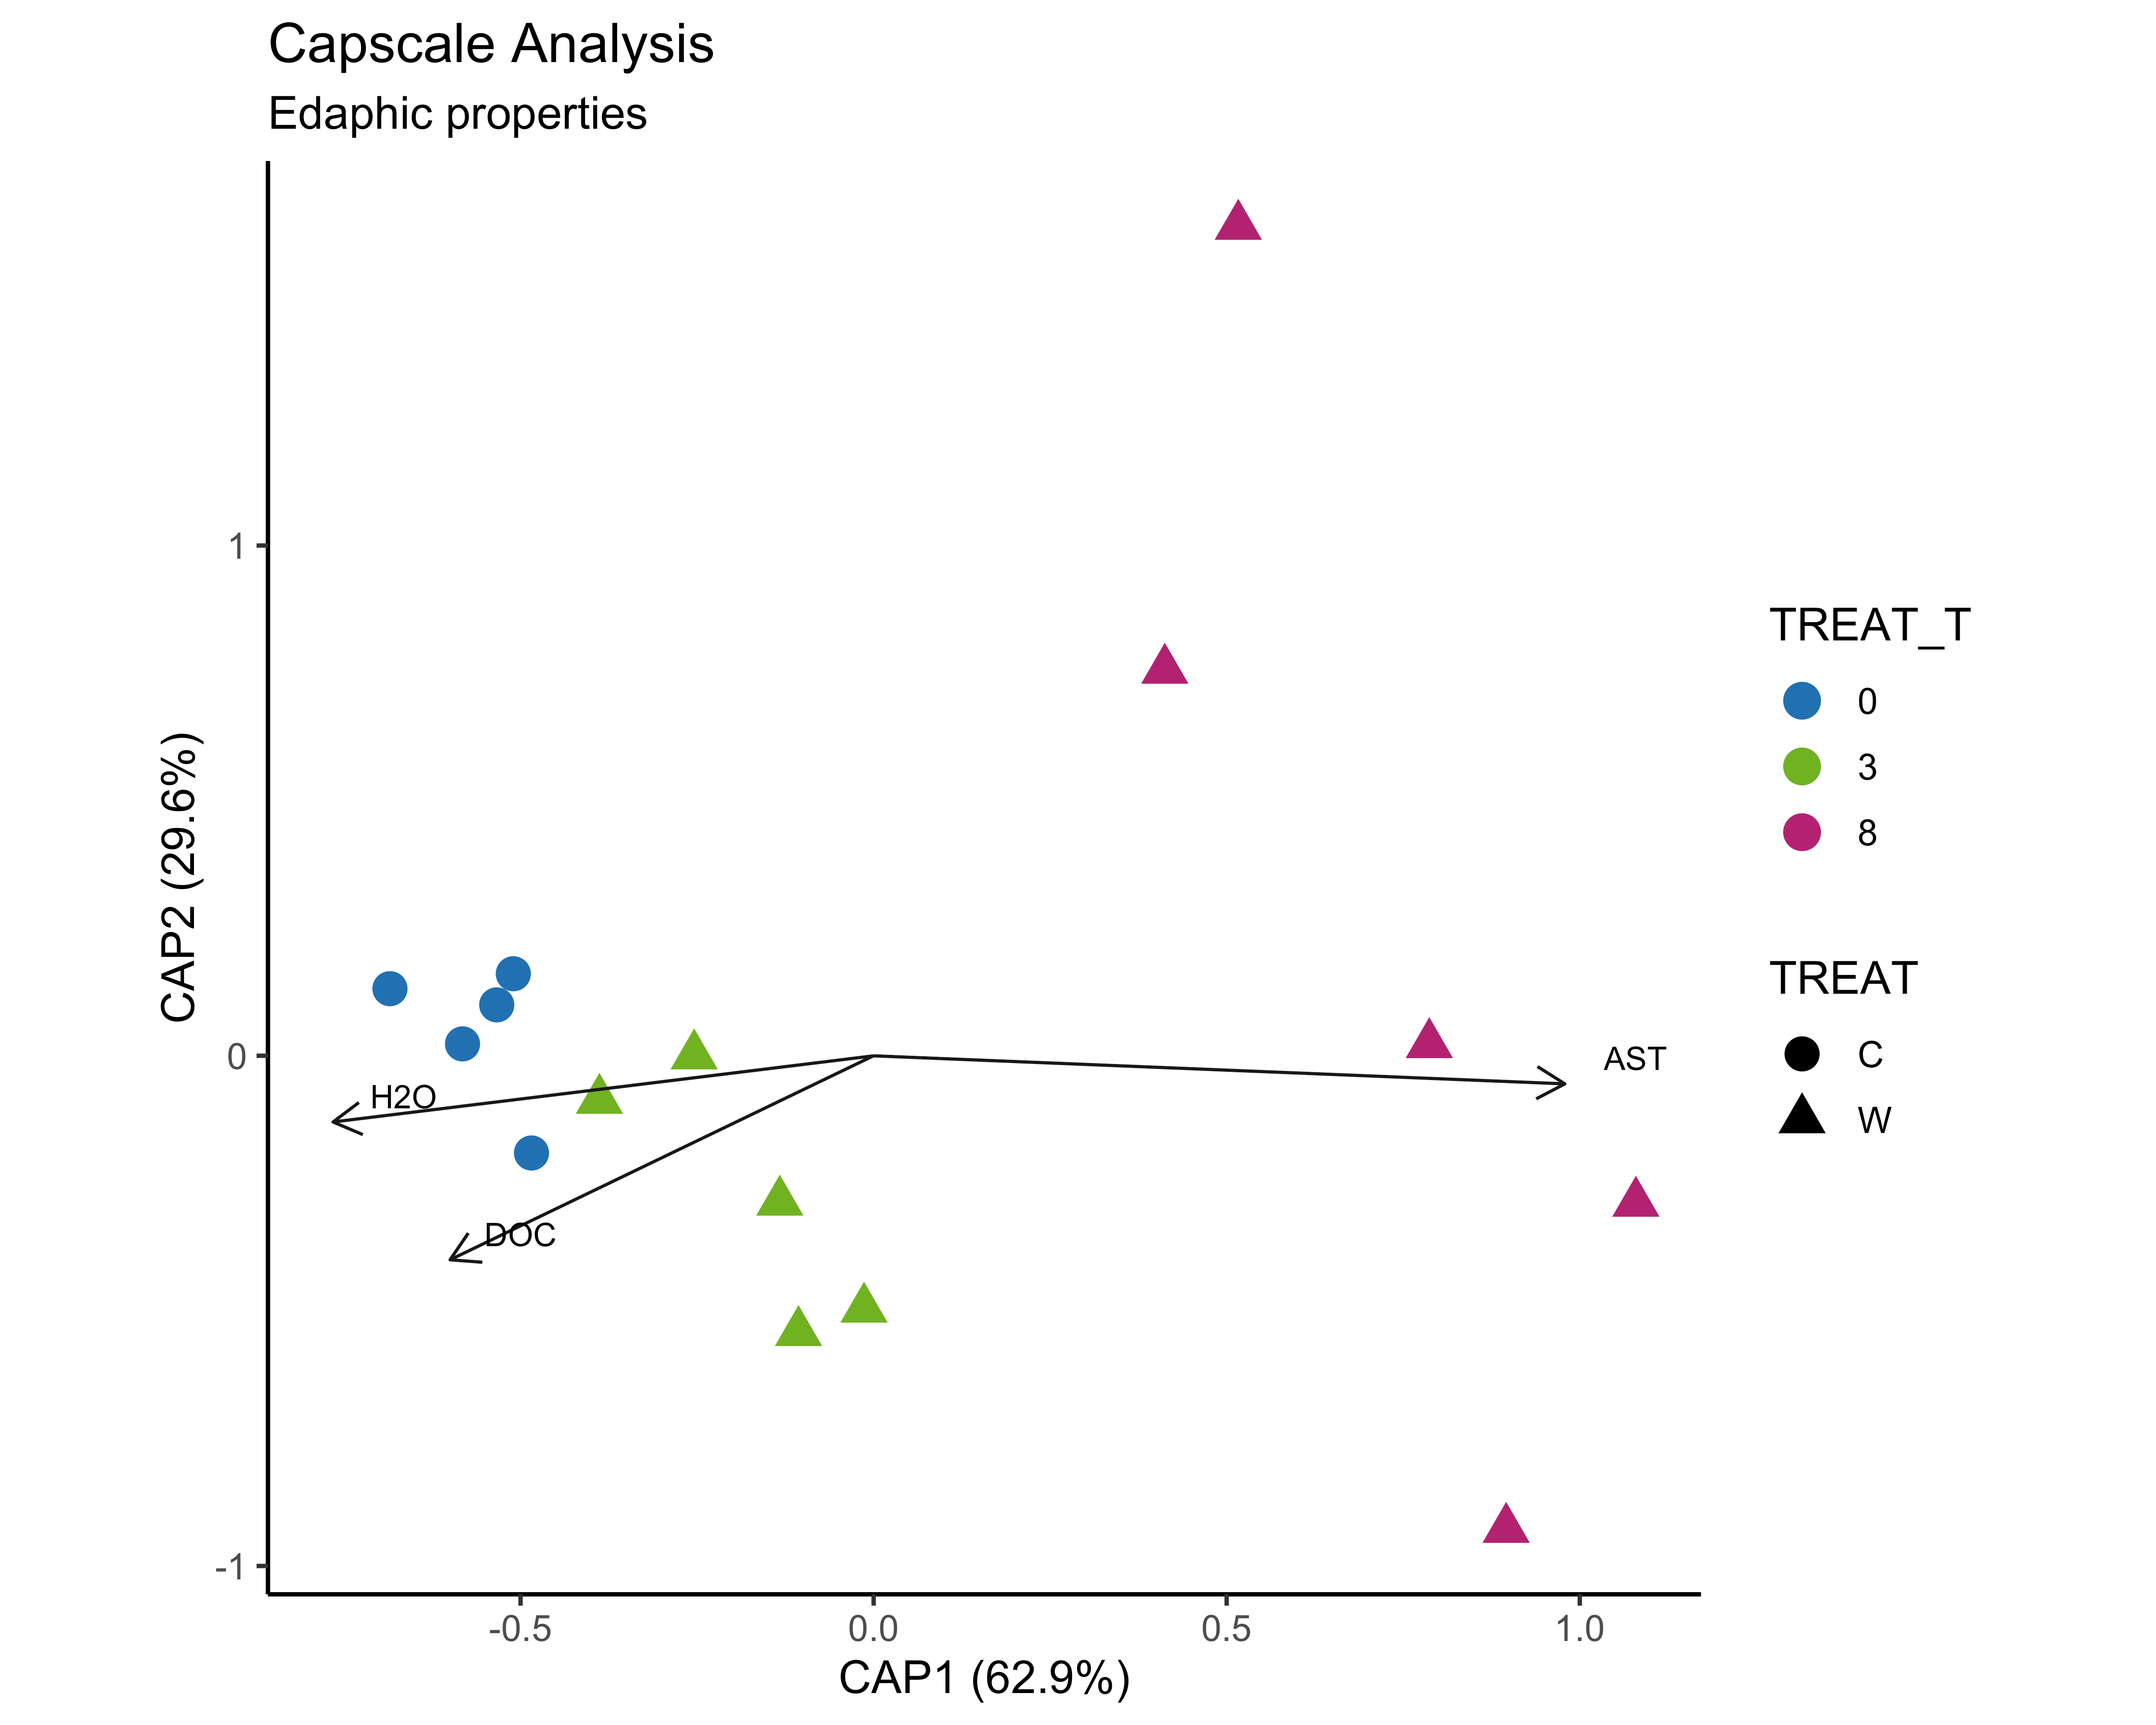 Capscale Analysis
Edaphic properties
CAP2 (29.6%)
1
0
-1
H2O
DOC
AST
-0.5
0.0
0.5
1.0
CAP1 (62.9%)
TREAT_T
0
3
8
TREAT
C
W